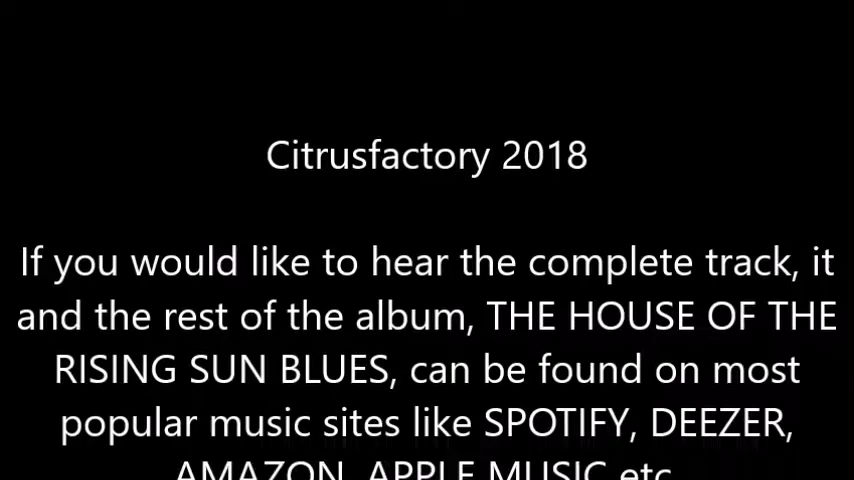 Citrusfactory 2018
If you would like to hear the complete track, it
and the rest of the album, THE HOUSE OF THE
RISING SUN BLUES, can be found on most
popular music sites like SPOTIFY, DEEZER,
AMAZON, APPLE MUSIC etc